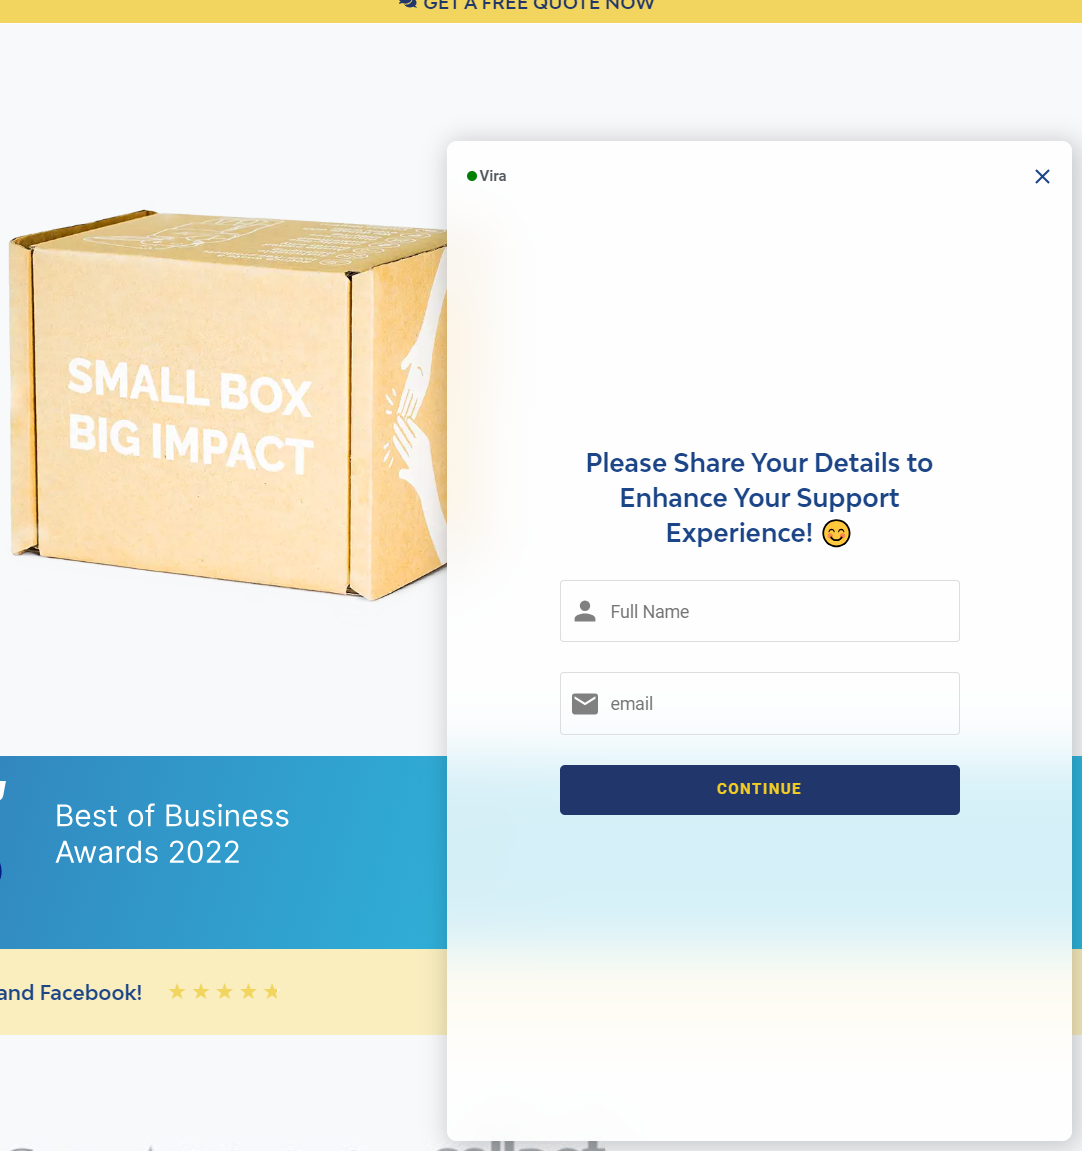 GET A FREE QUOTE NOW
Vira
SMALL BOX
BIG IMPACT
Please Share Your Details to
Enhance Your Support
Experience! 😊
Full Name
email
CONTINUE
Best of Business
Awards 2022
and Facebook!